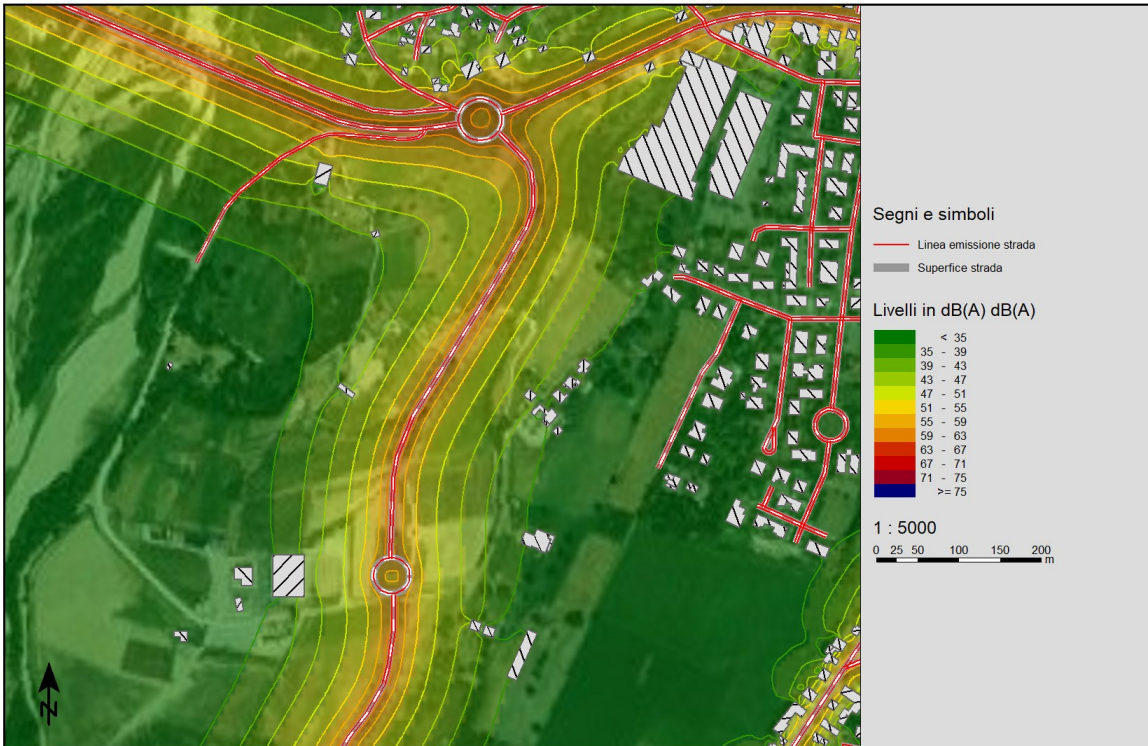 Segni e simboli
Linea emissione strada
Superfice strada
Livelli in dB(A) dB(A)
< 35
35 - 39
39 - 43
43 - 47
47 - 51
51 - 55
55 - 59
59 - 63
63 - 67
67 - 71
71 - 75
>= 75
1 : 5000
0 25 50 100 150 200
m
N